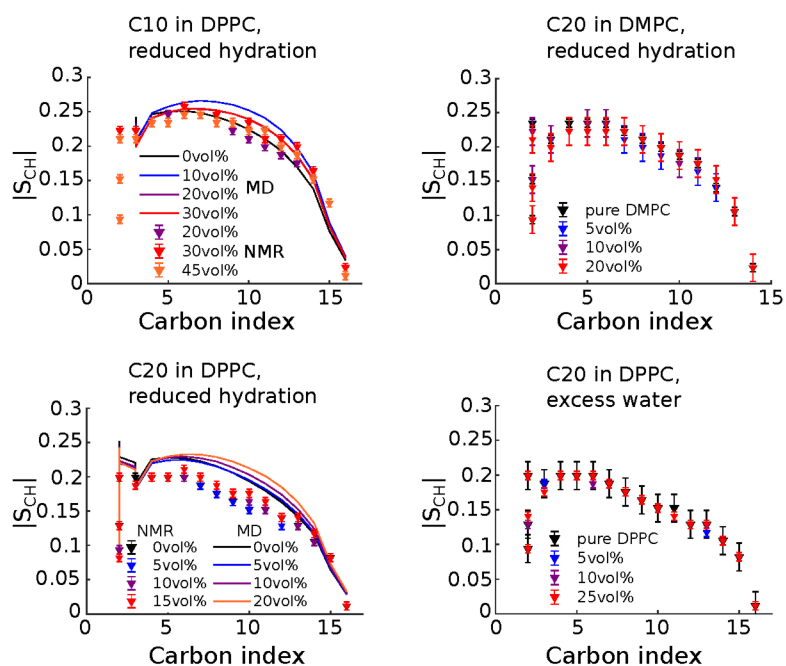 C10 in DPPC,
reduced hydration
0.3
0.25
0.2
0.15
0.1
0.05
0
|S_CH|
0vol%
10vol%
20vol%
30vol%
MD
20vol%
30vol%
45vol%
NMR
0 5 10 15
Carbon index
C20 in DMPC,
reduced hydration
0.3
0.25
0.2
0.15
0.1
0.05
0
|S_CH|
pure DMPC
5vol%
10vol%
20vol%
0 5 10 15
Carbon index
C20 in DPPC,
reduced hydration
0.3
0.25
0.2
0.15
0.1
0.05
0
|S_CH|
NMR MD
0vol% 0vol%
5vol% 5vol%
10vol% 10vol%
15vol% 20vol%
0 5 10 15
Carbon index
C20 in DPPC,
excess water
0.3
0.25
0.2
0.15
0.1
0.05
0
|S_CH|
pure DPPC
5vol%
10vol%
25vol%
0 5 10 15
Carbon index